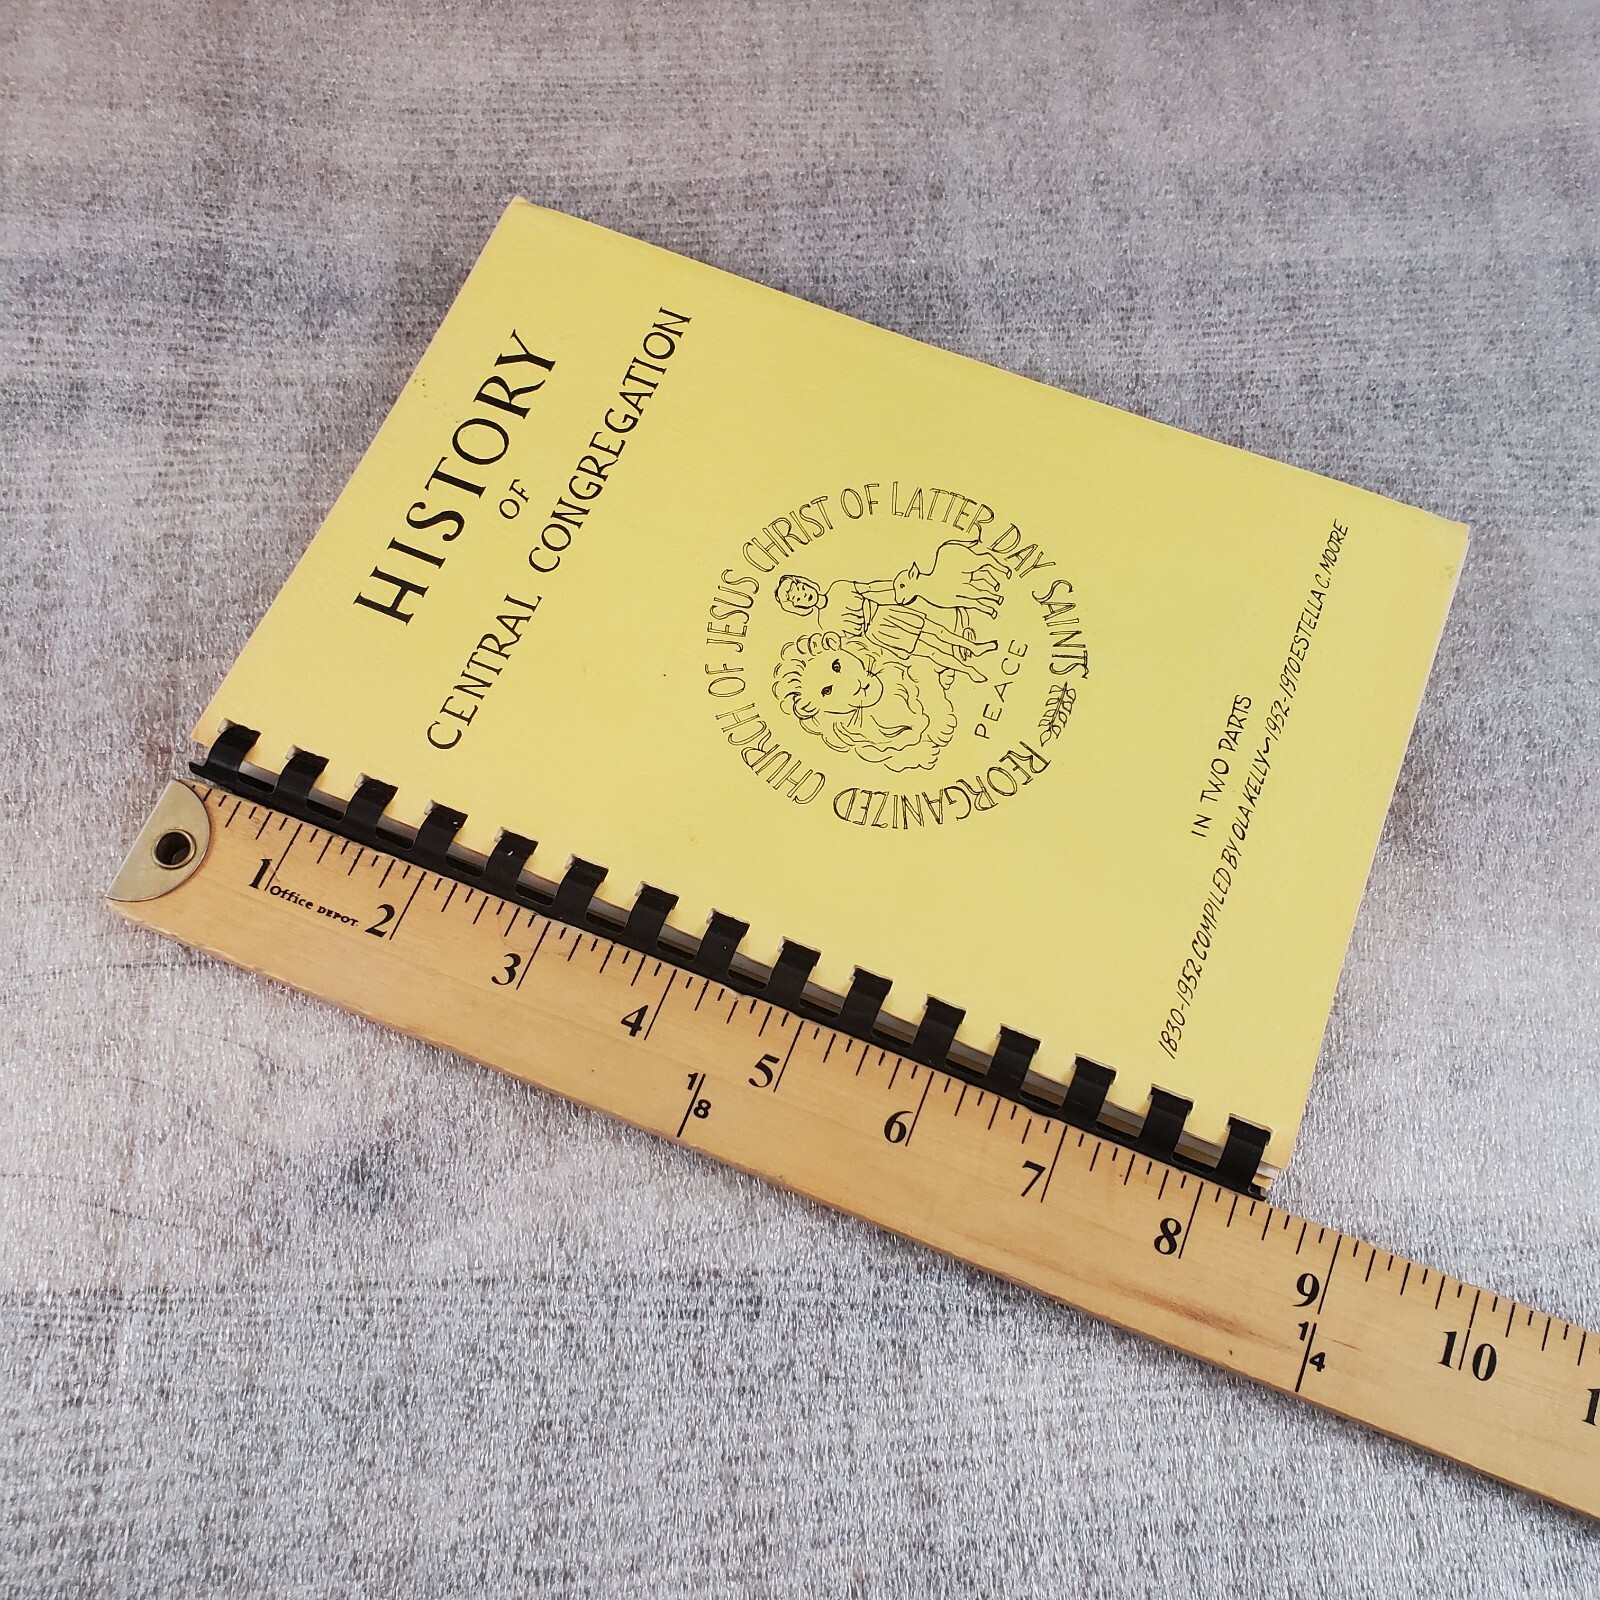 HISTORY
OF
CENTRAL CONGREGATION
REORGANIZED CHURCH OF JESUS CHRIST OF LATTER DAY SAINTS
PEACE
IN TWO PARTS
1830-1952 COMPILED BY OLA KELLY~1952-1970 ESTELLA C. MOORE
1
Office DEPOT
2
3
4
5
6
7
8
9
10
1
1
8
1
4